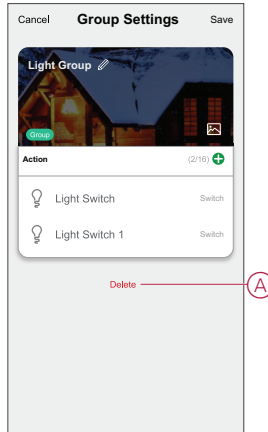 Cancel Group Settings Save
Light Group
Group
Action (2/16)
Light Switch Switch
Light Switch 1 Switch
Delete A